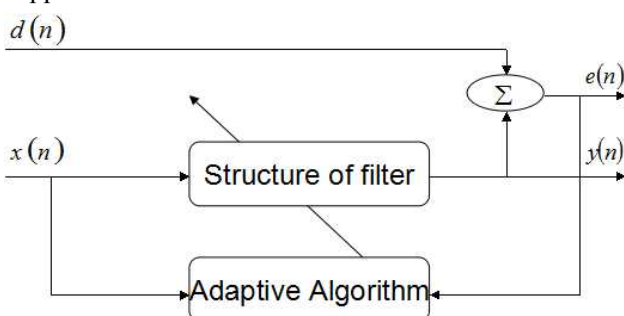 d(n)
e(n)
Σ
x(n)
y(n)
Structure of filter
Adaptive Algorithm